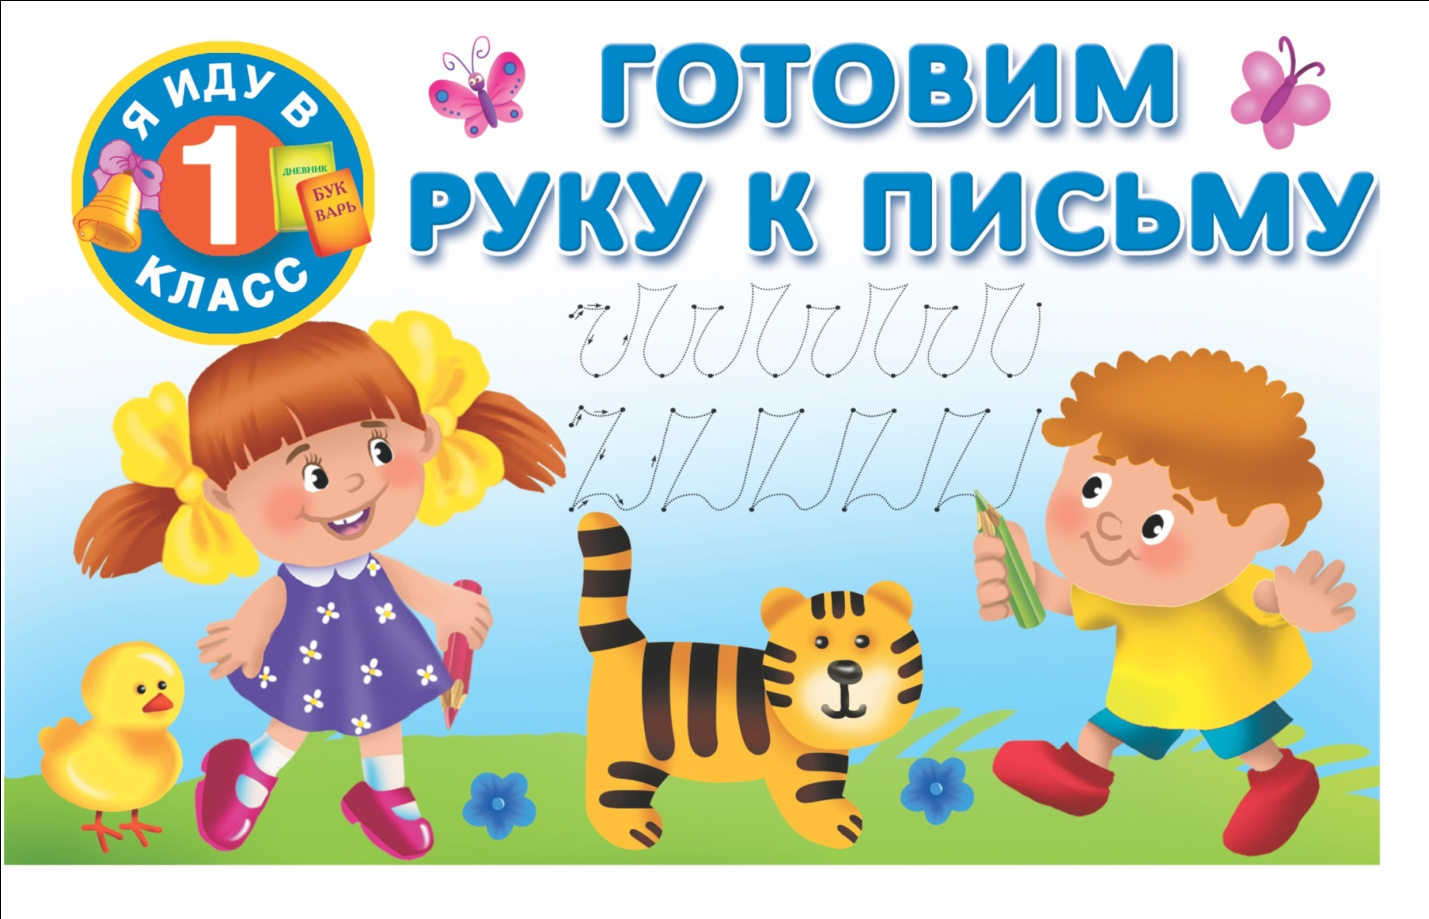 Я ИДУ В
1
КЛАСС
ДНЕВНИК
БУК
ВАРЬ
ГОТОВИМ
РУКУ К ПИСЬМУ